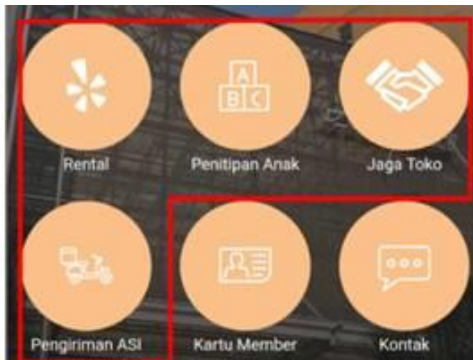 A
B C
Rental
Penitipan Anak
Jaga Toko
Pengiriman ASI
Kartu Member
Kontak